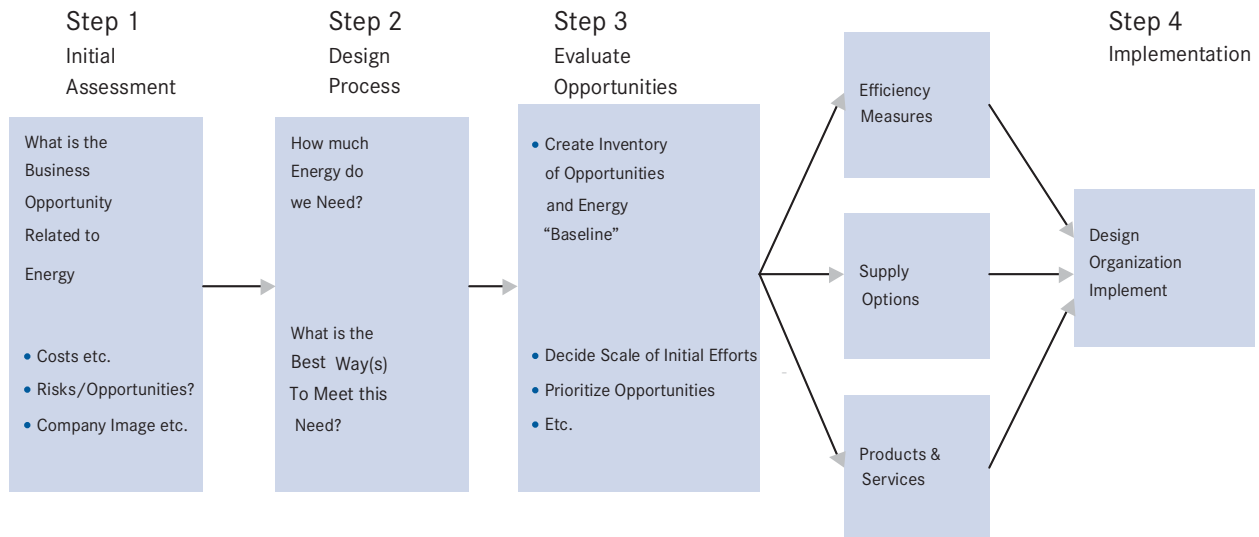 Step 1
Initial
Assessment
What is the
Business
Opportunity
Related to
Energy
• Costs etc.
• Risks/Opportunities?
• Company Image etc.
Step 2
Design
Process
How much
Energy do
we Need?
What is the
Best Way(s)
To Meet this
Need?
Step 3
Evaluate
Opportunities
• Create Inventory
of Opportunities
and Energy
“Baseline”
• Decide Scale of Initial Efforts
• Prioritize Opportunities
• Etc.
Efficiency
Measures
Supply
Options
Products &
Services
Step 4
Implementation
Design
Organization
Implement